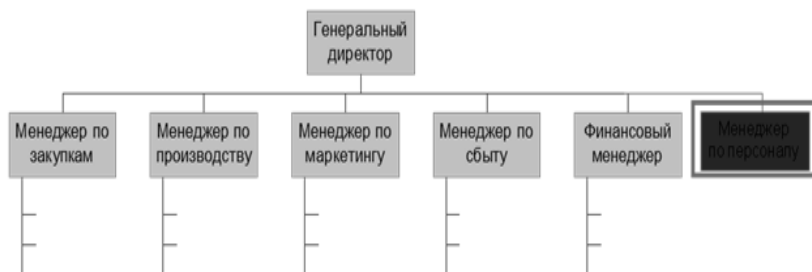 Генеральный
директор
Менеджер по
закупкам
Менеджер по
производству
Менеджер по
маркетингу
Менеджер по
сбыту
Финансовый
менеджер
Менеджер
по персоналу